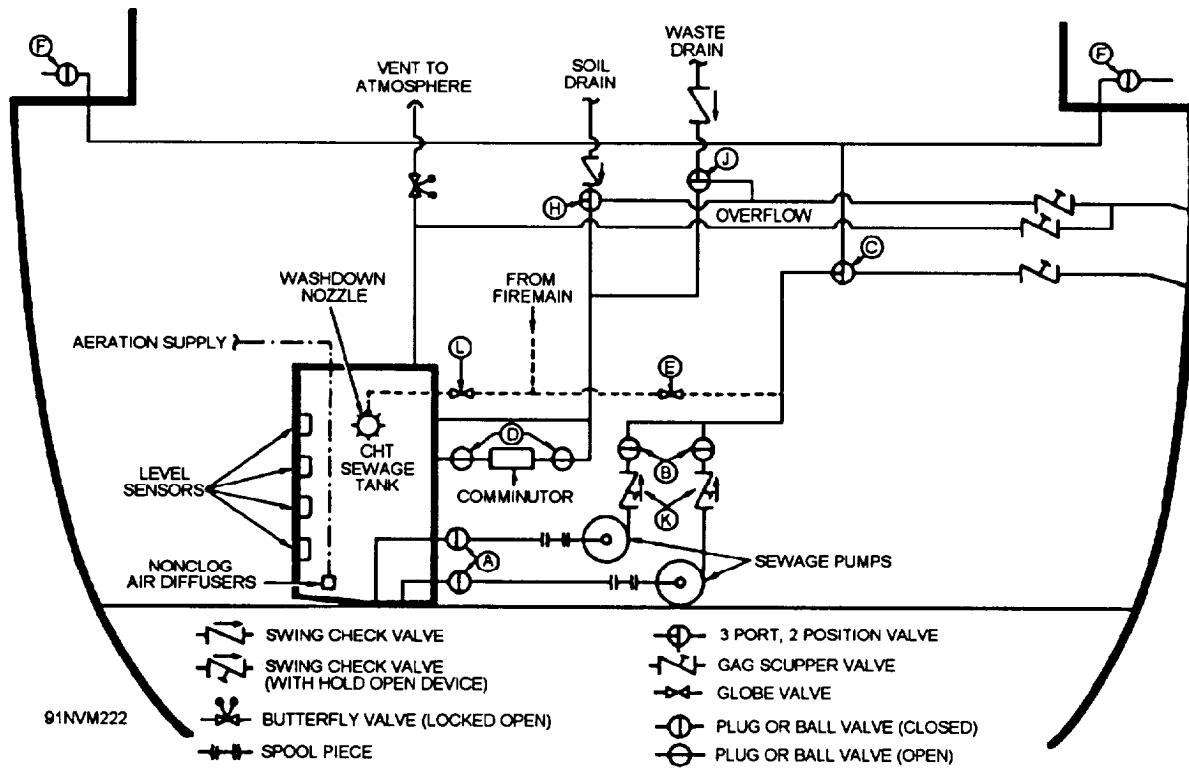 WASTE
DRAIN
F
SOIL
DRAIN
VENT TO
ATMOSPHERE
F
J
H
OVERFLOW
C
WASHDOWN
NOZZLE
FROM
FIREMAIN
AERATION SUPPLY
L
E
D
CHT
SEWAGE
TANK
LEVEL
SENSORS
COMMINUTOR
B
K
NONCLOG
AIR DIFFUSERS
A
SEWAGE PUMPS
SWING CHECK VALVE
SWING CHECK VALVE
(WITH HOLD OPEN DEVICE)
BUTTERFLY VALVE (LOCKED OPEN)
SPOOL PIECE
3 PORT, 2 POSITION VALVE
GAG SCUPPER VALVE
GLOBE VALVE
PLUG OR BALL VALVE (CLOSED)
PLUG OR BALL VALVE (OPEN)
91NVM222